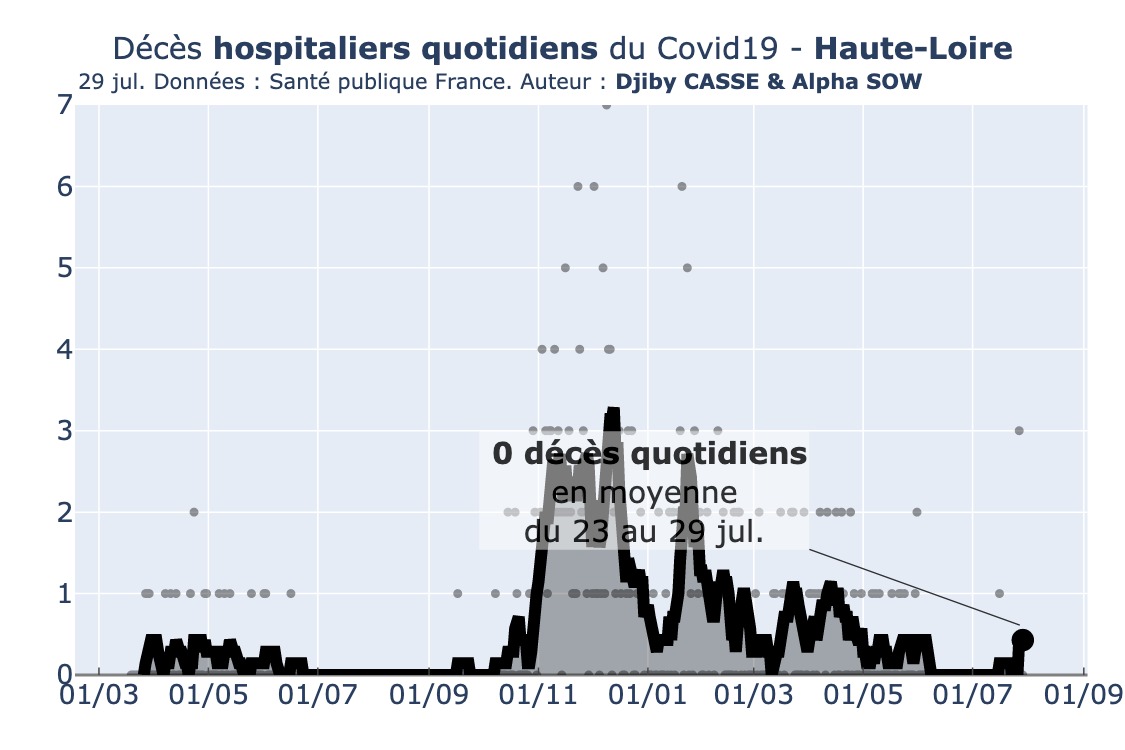 Décès hospitaliers quotidiens du Covid19 - Haute-Loire
29 jul. Données : Santé publique France. Auteur : Djiby CASSE & Alpha SOW
7
6
5
4
3
2
1
0
0 décès quotidiens
en moyenne
du 23 au 29 jul.
01/03 01/05 01/07 01/09 01/11 01/01 01/03 01/05 01/07 01/09